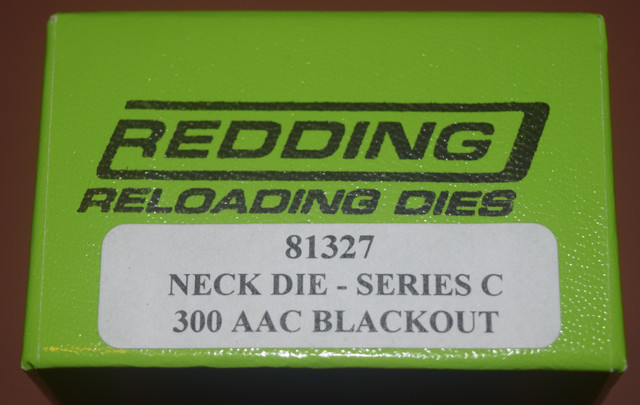 REDDING
RELOADING DIES
81327
NECK DIE - SERIES C
300 AAC BLACKOUT